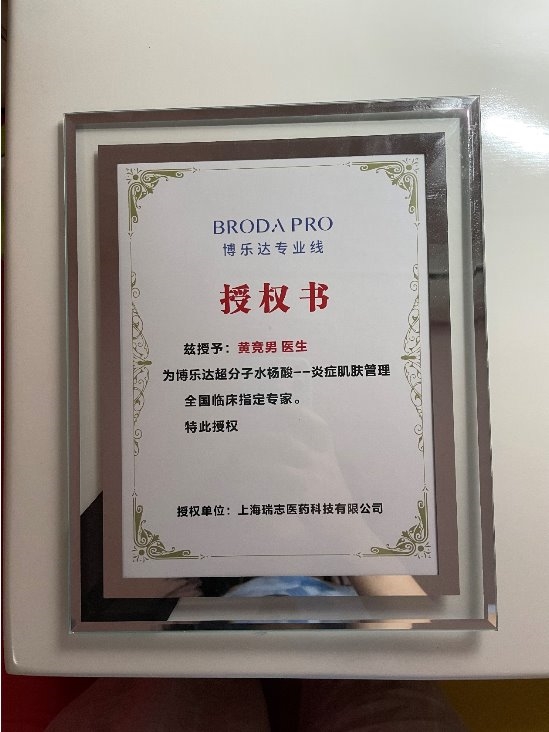 BRODA PRO
博乐达专业线
授权书
兹授予：黄竞男 医生
为博乐达超分子水杨酸--炎症肌肤管理
全国临床指定专家。
特此授权
授权单位：上海瑞志医药科技有限公司